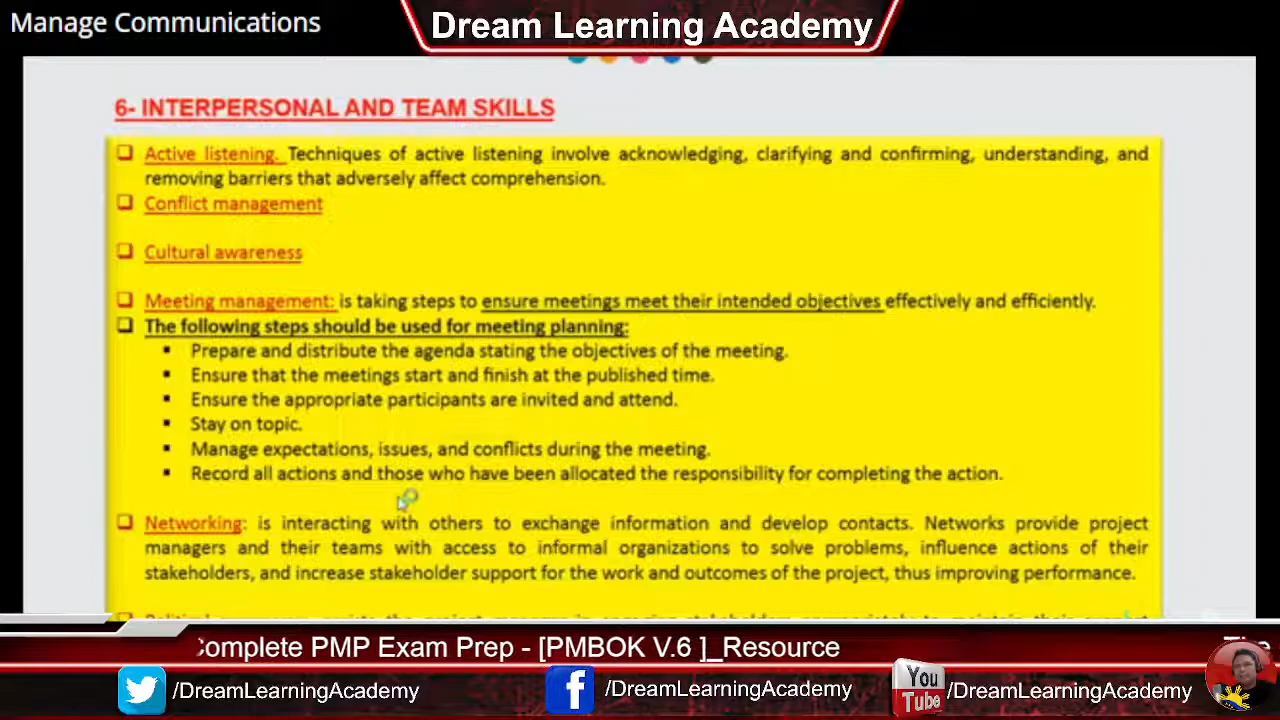 Manage Communications
Dream Learning Academy
6- INTERPERSONAL AND TEAM SKILLS
Active listening. Techniques of active listening involve acknowledging, clarifying and confirming, understanding, and
removing barriers that adversely affect comprehension.
Conflict management
Cultural awareness
Meeting management: is taking steps to ensure meetings meet their intended objectives effectively and efficiently.
The following steps should be used for meeting planning:
Prepare and distribute the agenda stating the objectives of the meeting.
Ensure that the meetings start and finish at the published time.
Ensure the appropriate participants are invited and attend.
Stay on topic.
Manage expectations, issues, and conflicts during the meeting.
Record all actions and those who have been allocated the responsibility for completing the action.
Networking: is interacting with others to exchange information and develop contacts. Networks provide project
managers and their teams with access to informal organizations to solve problems, influence actions of their
stakeholders, and increase stakeholder support for the work and outcomes of the project, thus improving performance.
PMP Exam Prep - [PMBOK V.6 ]_Resource
/DreamLearningAcademy
/DreamLearningAcademy
You Tube
/DreamLearningAcademy